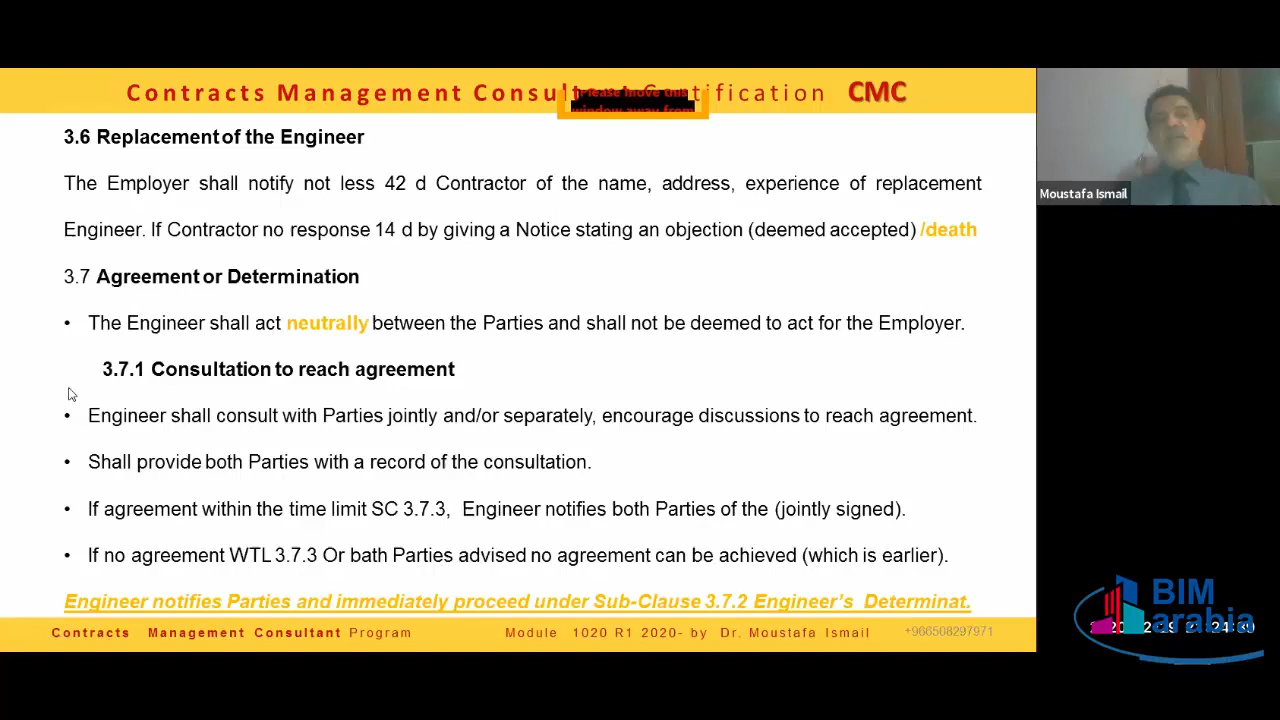 Contracts Management Consultant Certification CMC
Please move this
window away from
3.6 Replacement of the Engineer
The Employer shall notify not less 42 d Contractor of the name, address, experience of replacement
Engineer. If Contractor no response 14 d by giving a Notice stating an objection (deemed accepted) /death
3.7 Agreement or Determination
• The Engineer shall act neutrally between the Parties and shall not be deemed to act for the Employer.
3.7.1 Consultation to reach agreement
• Engineer shall consult with Parties jointly and/or separately, encourage discussions to reach agreement.
• Shall provide both Parties with a record of the consultation.
• If agreement within the time limit SC 3.7.3, Engineer notifies both Parties of the (jointly signed).
• If no agreement WTL 3.7.3 Or bath Parties advised no agreement can be achieved (which is earlier).
Engineer notifies Parties and immediately proceed under Sub-Clause 3.7.2 Engineer's Determinat.
Contracts Management Consultant Program Module 1020 R1 2020- by Dr. Moustafa Ismail +966508297971
Moustafa Ismail
BIM
arabia